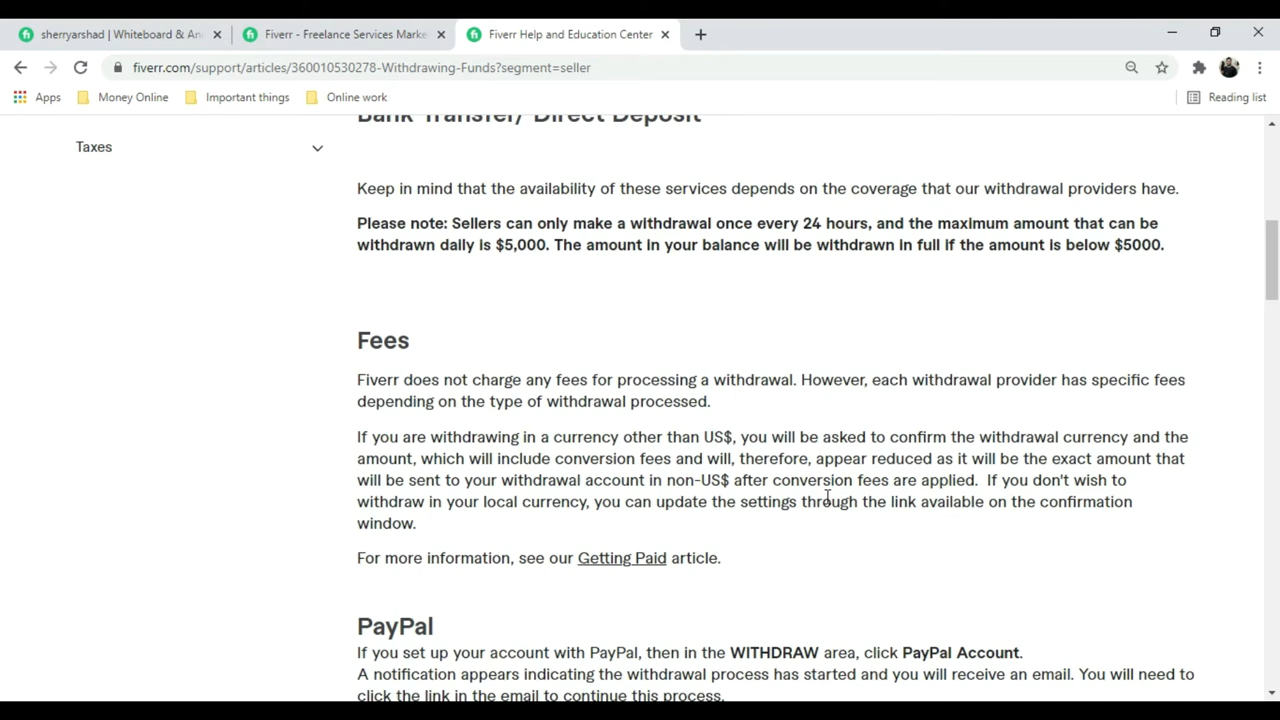 sherryarshad | Whiteboard & An
Fiverr - Freelance Services Marke
Fiverr Help and Education Center
fiverr.com/support/articles/360010530278-Withdrawing-Funds?segment=seller
Apps
Money Online
Important things
Online work
Reading list
Bank Transfer/ Direct Deposit
Taxes
Keep in mind that the availability of these services depends on the coverage that our withdrawal providers have.
Please note: Sellers can only make a withdrawal once every 24 hours, and the maximum amount that can be
withdrawn daily is $5,000. The amount in your balance will be withdrawn in full if the amount is below $5000.
Fees
Fiverr does not charge any fees for processing a withdrawal. However, each withdrawal provider has specific fees
depending on the type of withdrawal processed.
If you are withdrawing in a currency other than US$, you will be asked to confirm the withdrawal currency and the
amount, which will include conversion fees and will, therefore, appear reduced as it will be the exact amount that
will be sent to your withdrawal account in non-US$ after conversion fees are applied.  If you don't wish to
withdraw in your local currency, you can update the settings through the link available on the confirmation
window.
For more information, see our Getting Paid article.
PayPal
If you set up your account with PayPal, then in the WITHDRAW area, click PayPal Account.
A notification appears indicating the withdrawal process has started and you will receive an email. You will need to
click the link in the email to continue this process.